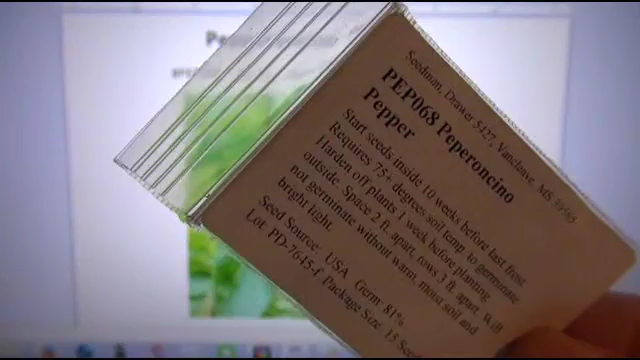 Seedman, Drawer 5427, Vancleave, MS 39565
PEP068 Peperoncino
Pepper
Start seeds inside 10 weeks before last frost
Requires 75+ degrees soil temp. to germinate
Harden off plants 1 week before planting
outside. Space 2 ft. apart, rows 3 ft. apart. Will
not germinate without warm, moist soil and
bright light.
Seed Source: USA Germ: 81%
Lot PD-7645-f Package Size 15